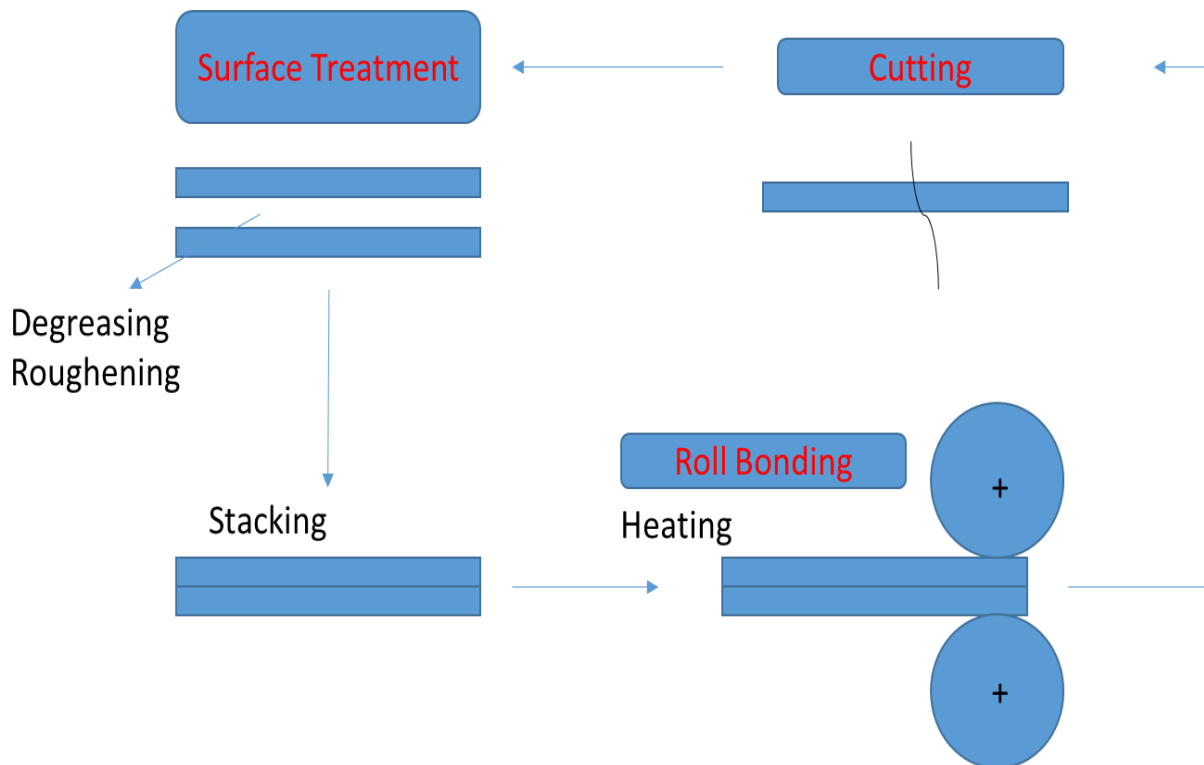 Surface Treatment
Cutting
Degreasing
Roughening
Roll Bonding
Stacking
Heating
+
+